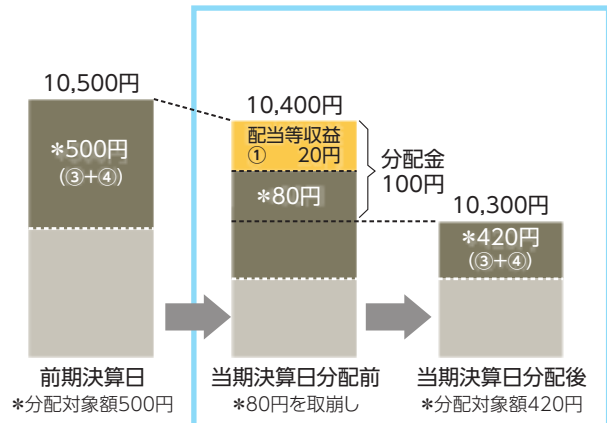 10,500円
*500円
(③+④)
前期決算日
*分配対象額500円
10,400円
配当等収益
① 20円
*80円
分配金
100円
当期決算日分配前
*80円を取崩し
10,300円
*420円
(③+④)
当期決算日分配後
*分配対象額420円